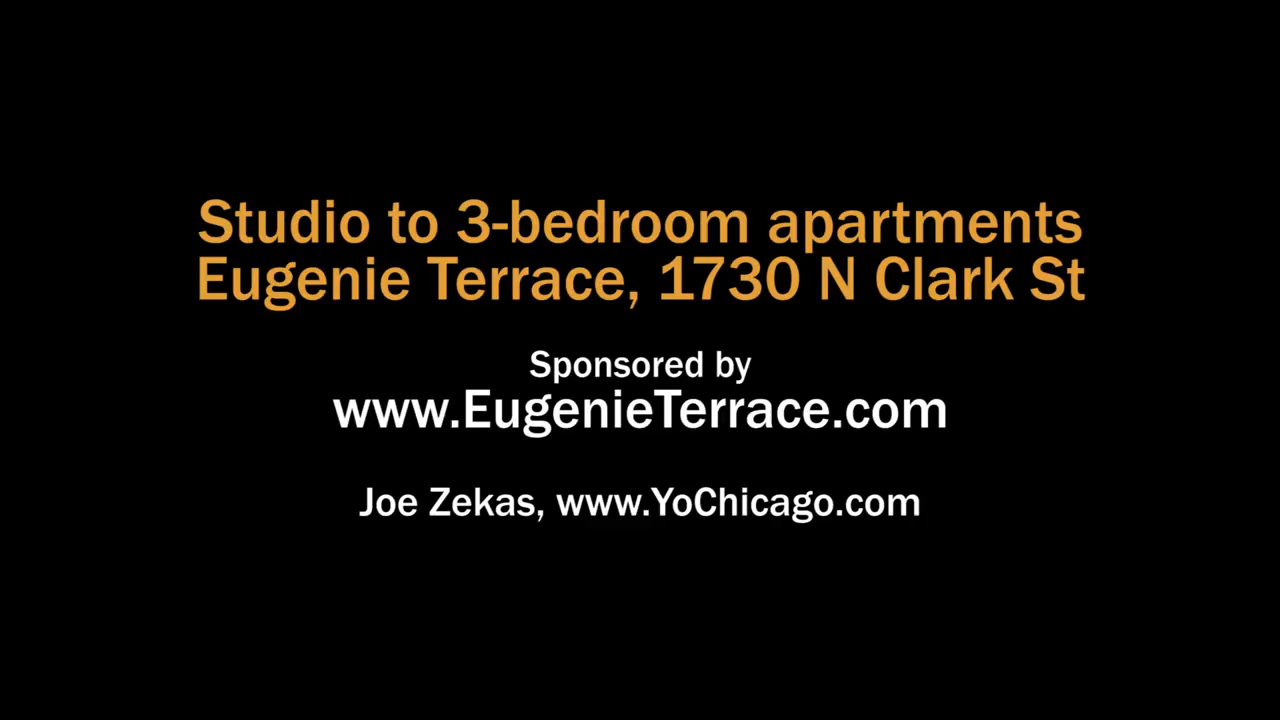 Studio to 3-bedroom apartments
Eugenie Terrace, 1730 N Clark St
Sponsored by
www.EugenieTerrace.com
Joe Zekas, www.YoChicago.com